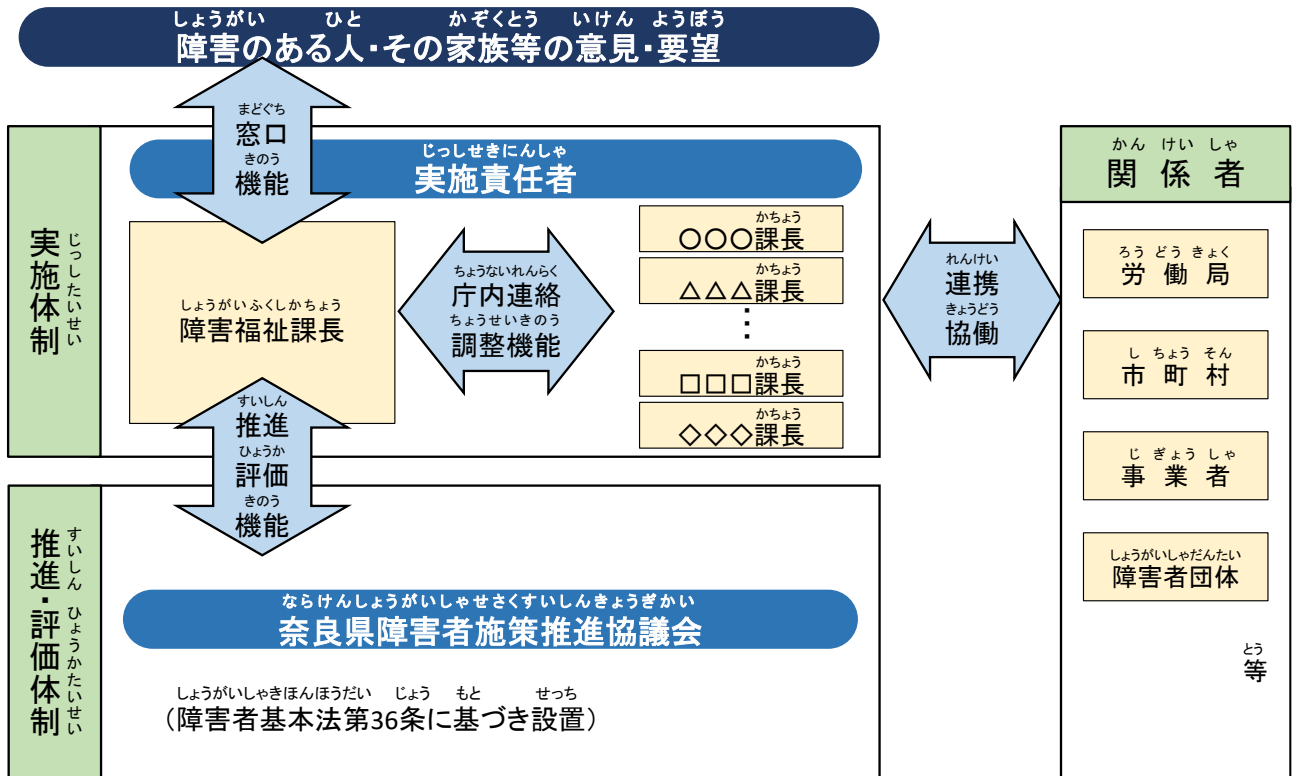 しょうがい ひと かぞくとう いけん ようぼう
障害のある人・その家族等の意見・要望
まどぐち
窓口
きのう
機能
じっしたいせい
実施体制
じっしせきにんしゃ
実施責任者
しょうがいふくしかちょう
障害福祉課長
ちょうないれんらく
庁内連絡
ちょうせいきのう
調整機能
かちょう
○○○課長
かちょう
△△△課長
⋮
かちょう
□□□課長
かちょう
◇◇◇課長
れんけい
連携
きょうどう
協働
かんけいしゃ
関係者
ろうどうきょく
労働局
しちょうそん
市町村
じぎょうしゃ
事業者
しょうがいしゃだんたい
障害者団体
とう
等
すいしん
推進
ひょうか
評価
きのう
機能
すいしん ひょうかたいせい
推進・評価体制
ならけんしょうがいしゃせさくすいしんきょうぎかい
奈良県障害者施策推進協議会
しょうがいしゃきほんほうだい じょう もと せっち
（障害者基本法第36条に基づき設置）